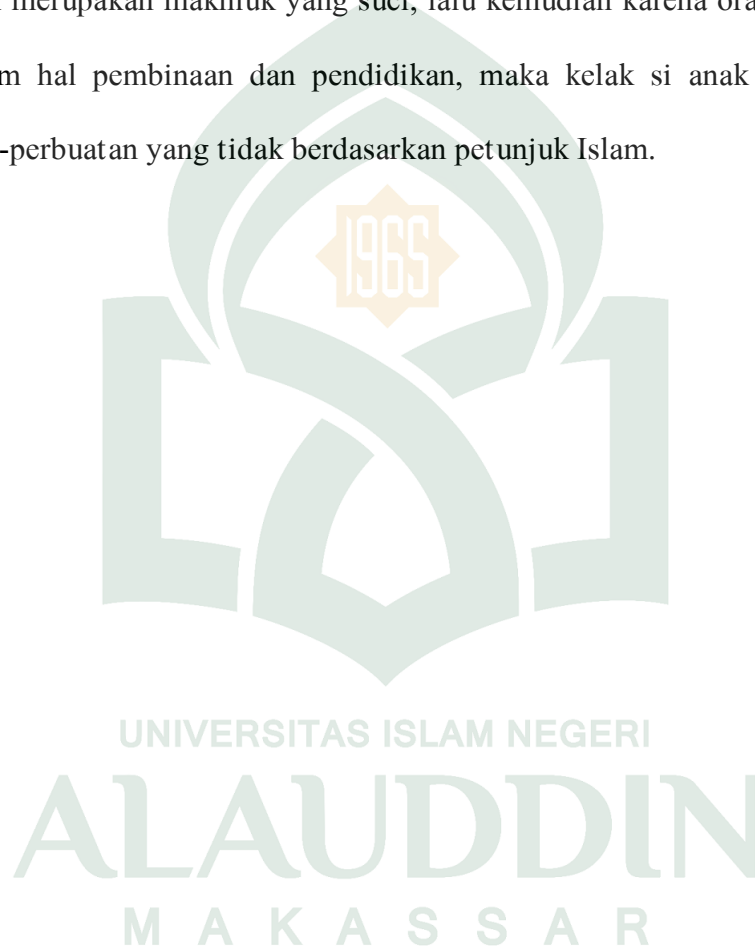 merupakan makhluk yang suci, lalu kemudian karena
hal pembinaan dan pendidikan, maka kelak si anak
-perbuatan yang tidak berdasarkan petunjuk Islam.
1965
UNIVERSITAS ISLAM NEGERI
ALAUDDIN
MAKASSAR